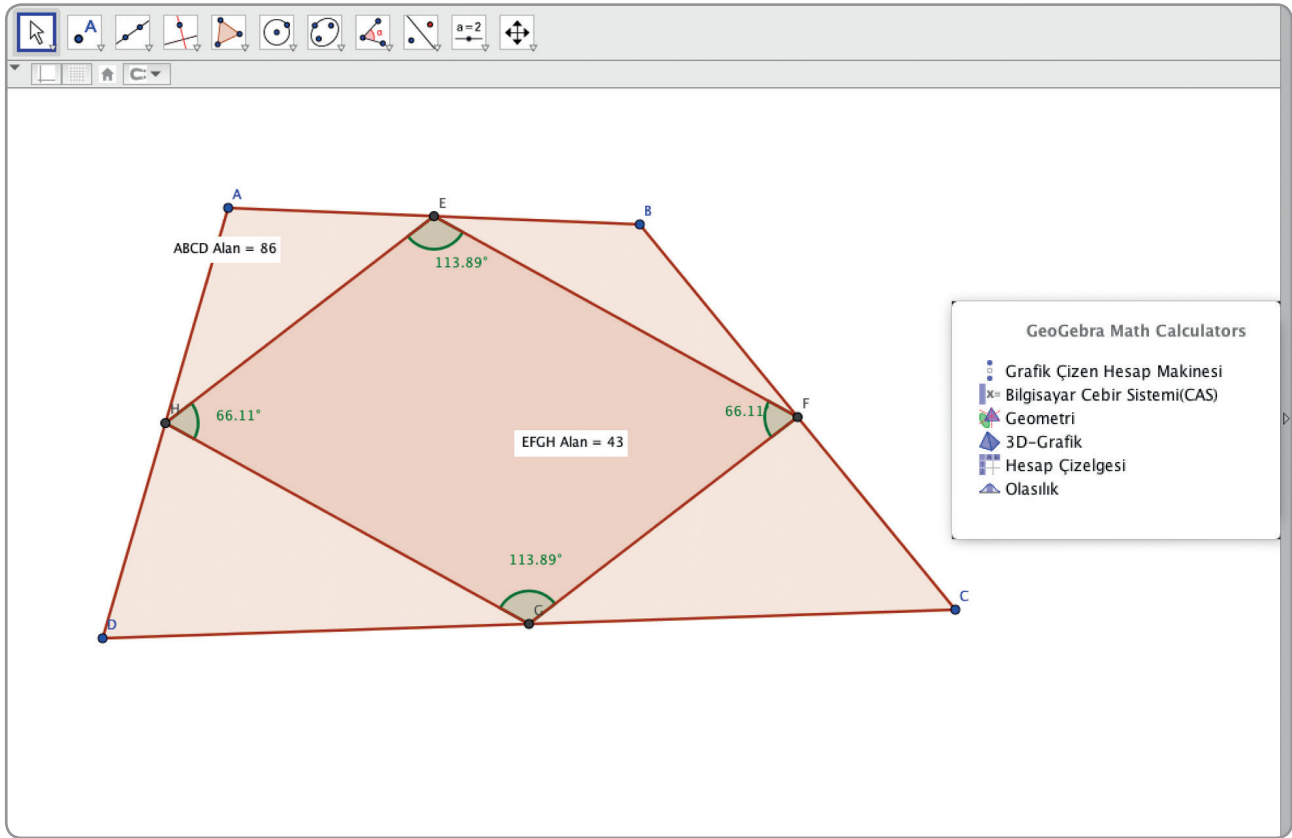 A
a=2
A
E
B
ABCD Alan = 86
113.89°
GeoGebra Math Calculators
Grafik Çizen Hesap Makinesi
x= Bilgisayar Cebir Sistemi(CAS)
Geometri
3D-Grafik
Hesap Çizelgesi
Olasılık
H
66.11°
66.11
F
EFGH Alan = 43
113.89°
G
C
D